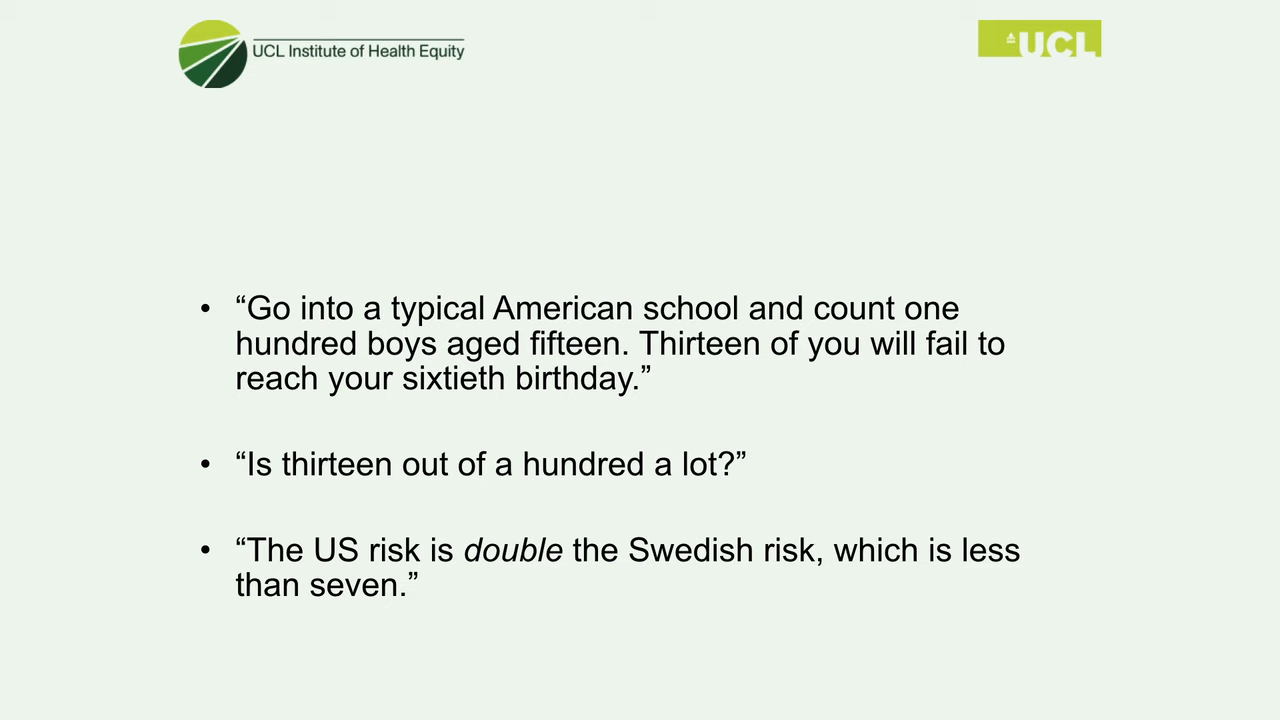 UCL Institute of Health Equity
UCL
• “Go into a typical American school and count one
hundred boys aged fifteen. Thirteen of you will fail to
reach your sixtieth birthday.”
• “Is thirteen out of a hundred a lot?”
• “The US risk is double the Swedish risk, which is less
than seven.”